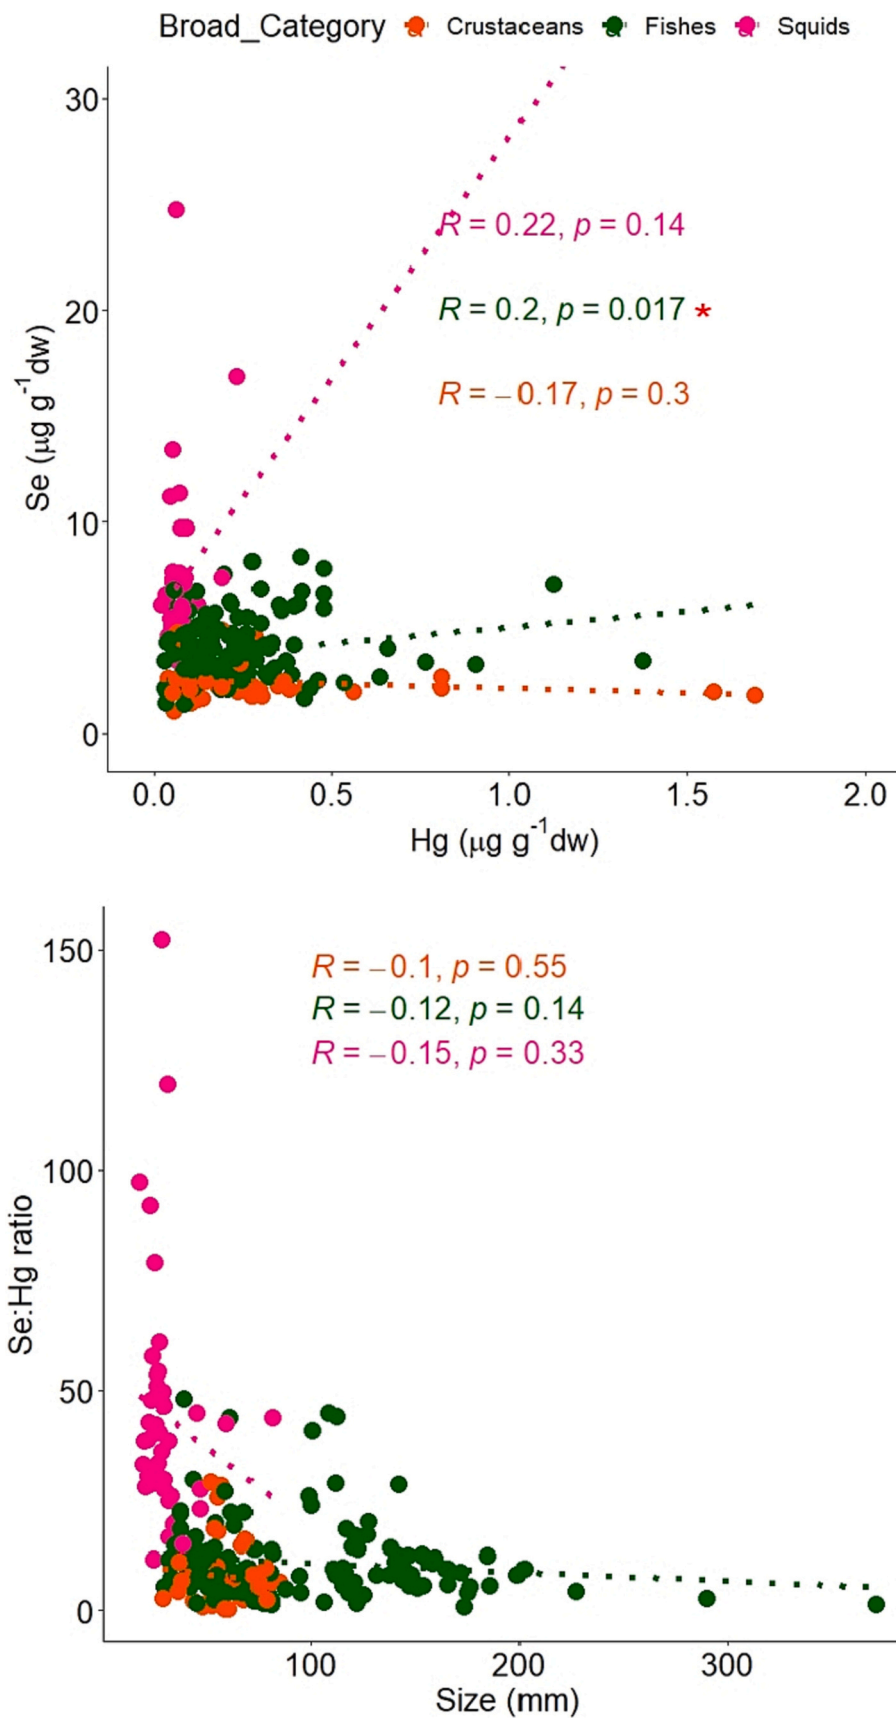 Broad_Category Crustaceans Fishes Squids
30
20
10
0
Se (μg g⁻¹dw)
R = 0.22, p = 0.14
R = 0.2, p = 0.017 *
R = −0.17, p = 0.3
0.0 0.5 1.0 1.5 2.0
Hg (μg g⁻¹dw)
150
100
50
0
Se:Hg ratio
R = −0.1, p = 0.55
R = −0.12, p = 0.14
R = −0.15, p = 0.33
100 200 300
Size (mm)